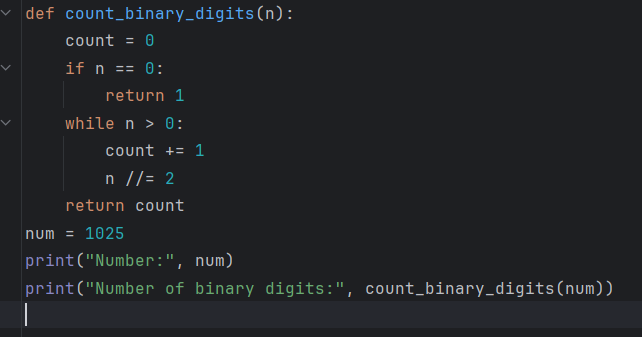 def count_binary_digits(n):
    count = 0
    if n == 0:
        return 1
    while n > 0:
        count += 1
        n //= 2
    return count
num = 1025
print("Number:", num)
print("Number of binary digits:", count_binary_digits(num))